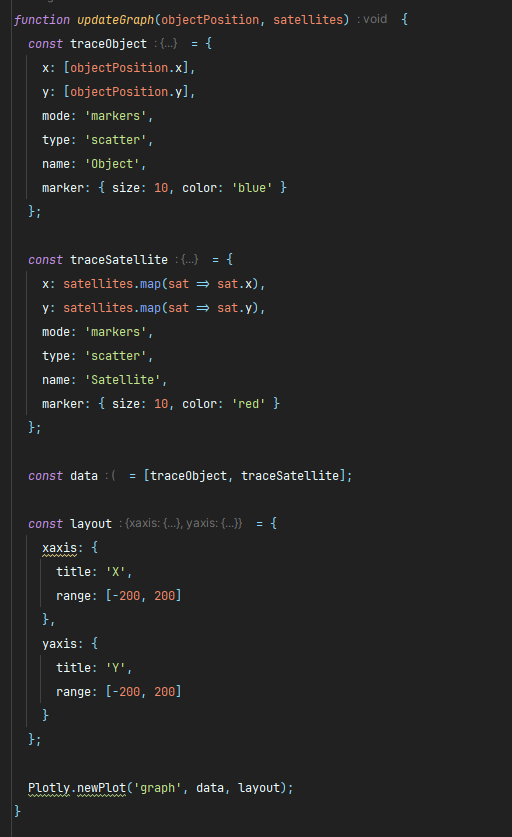 function updateGraph(objectPosition, satellites) : void {
  const traceObject : {...} = {
    x: [objectPosition.x],
    y: [objectPosition.y],
    mode: 'markers',
    type: 'scatter',
    name: 'Object',
    marker: { size: 10, color: 'blue' }
  };

  const traceSatellite : {...} = {
    x: satellites.map(sat => sat.x),
    y: satellites.map(sat => sat.y),
    mode: 'markers',
    type: 'scatter',
    name: 'Satellite',
    marker: { size: 10, color: 'red' }
  };

  const data : ( = [traceObject, traceSatellite];

  const layout : {xaxis: {...}, yaxis: {...}} = {
    xaxis: {
      title: 'X',
      range: [-200, 200]
    },
    yaxis: {
      title: 'Y',
      range: [-200, 200]
    }
  };

  Plotly.newPlot('graph', data, layout);
}